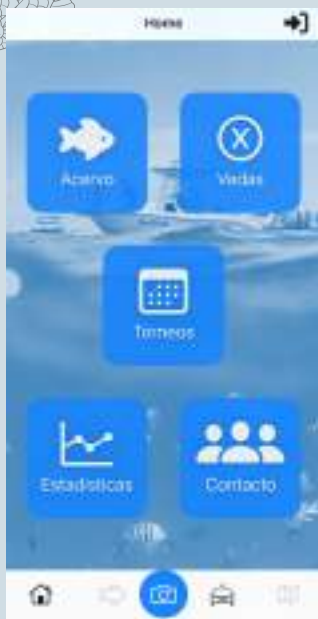 Home
Acervo
Vedas
Torneos
Estadísticas
Contacto